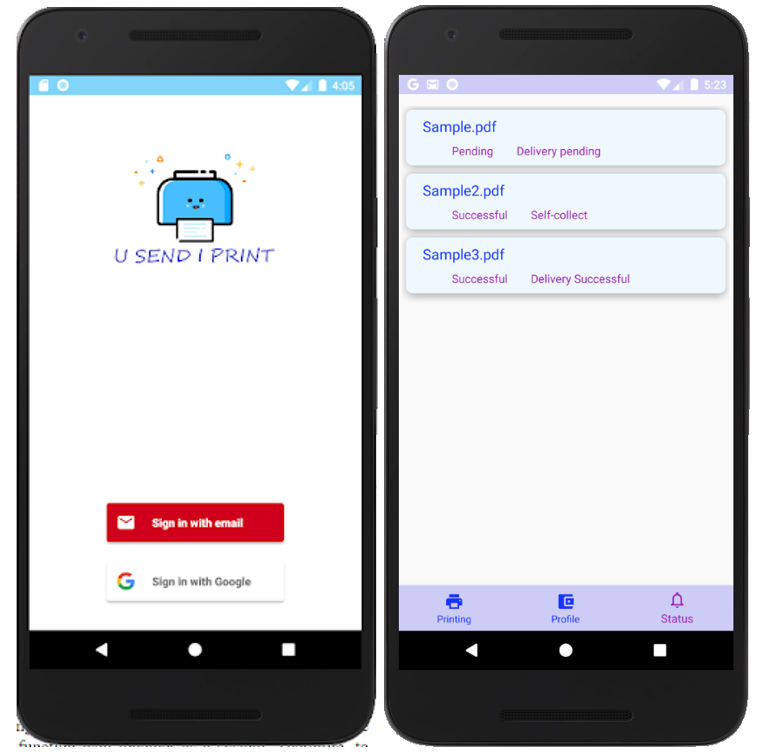 4:05
U SEND I PRINT
Sign in with email
Sign in with Google
5:23
Sample.pdf
Pending Delivery pending
Sample2.pdf
Successful Self-collect
Sample3.pdf
Successful Delivery Successful
Printing Profile Status